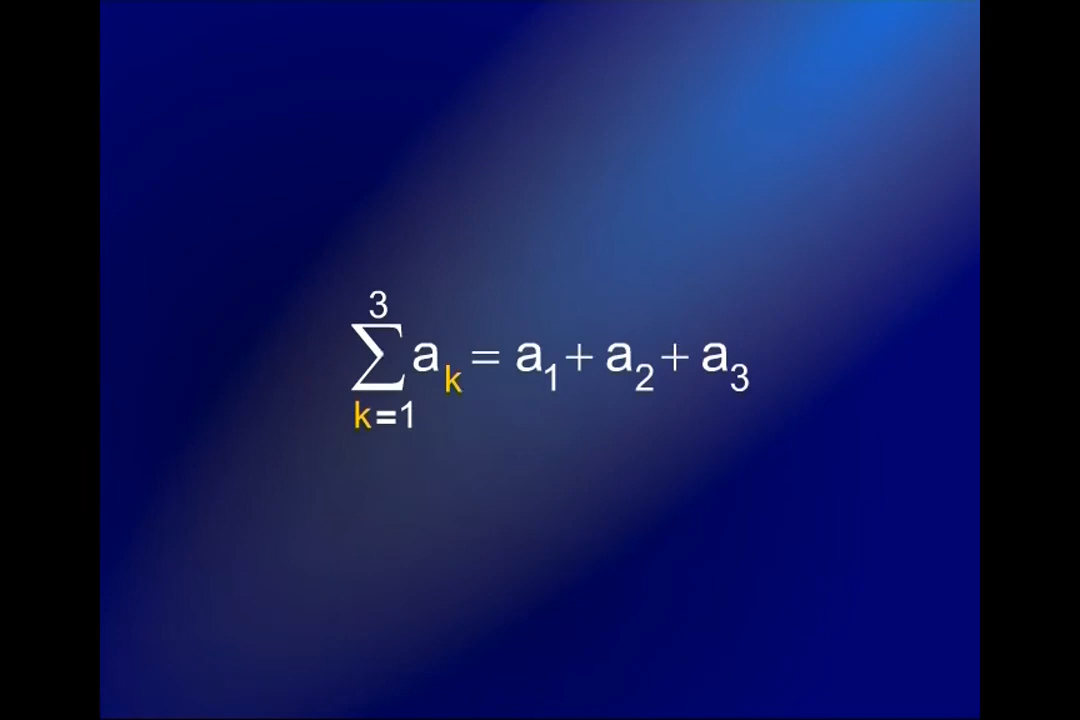 3
∑ aₖ = a₁ + a₂ + a₃
k=1